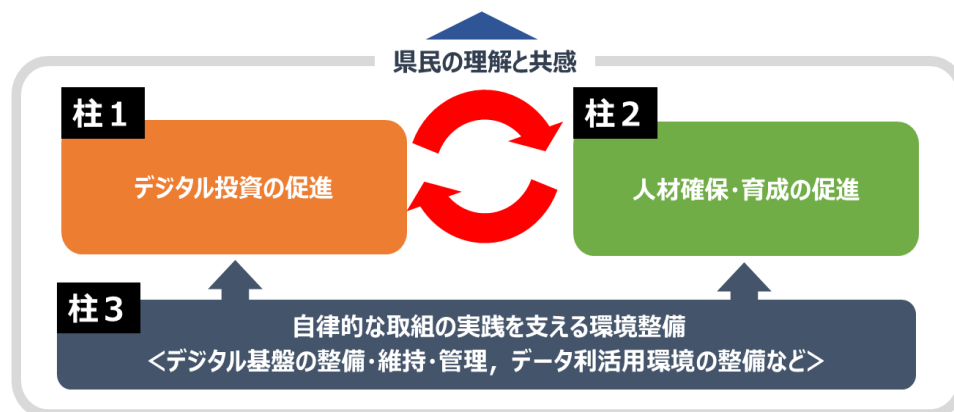 県民の理解と共感
柱1
デジタル投資の促進
柱2
人材確保・育成の促進
柱3
自律的な取組の実践を支える環境整備
<デジタル基盤の整備・維持・管理，データ利活用環境の整備など>